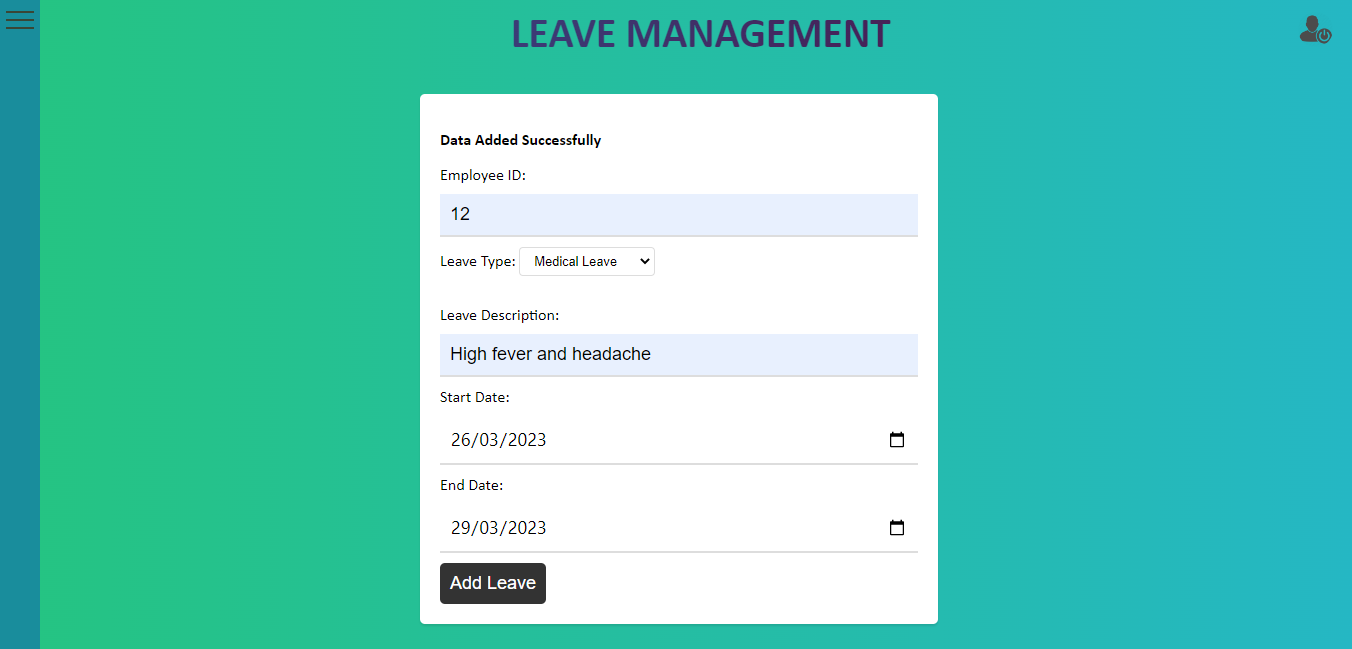 LEAVE MANAGEMENT
Data Added Successfully
Employee ID:
12
Leave Type: Medical Leave
Leave Description:
High fever and headache
Start Date:
26/03/2023
End Date:
29/03/2023
Add Leave